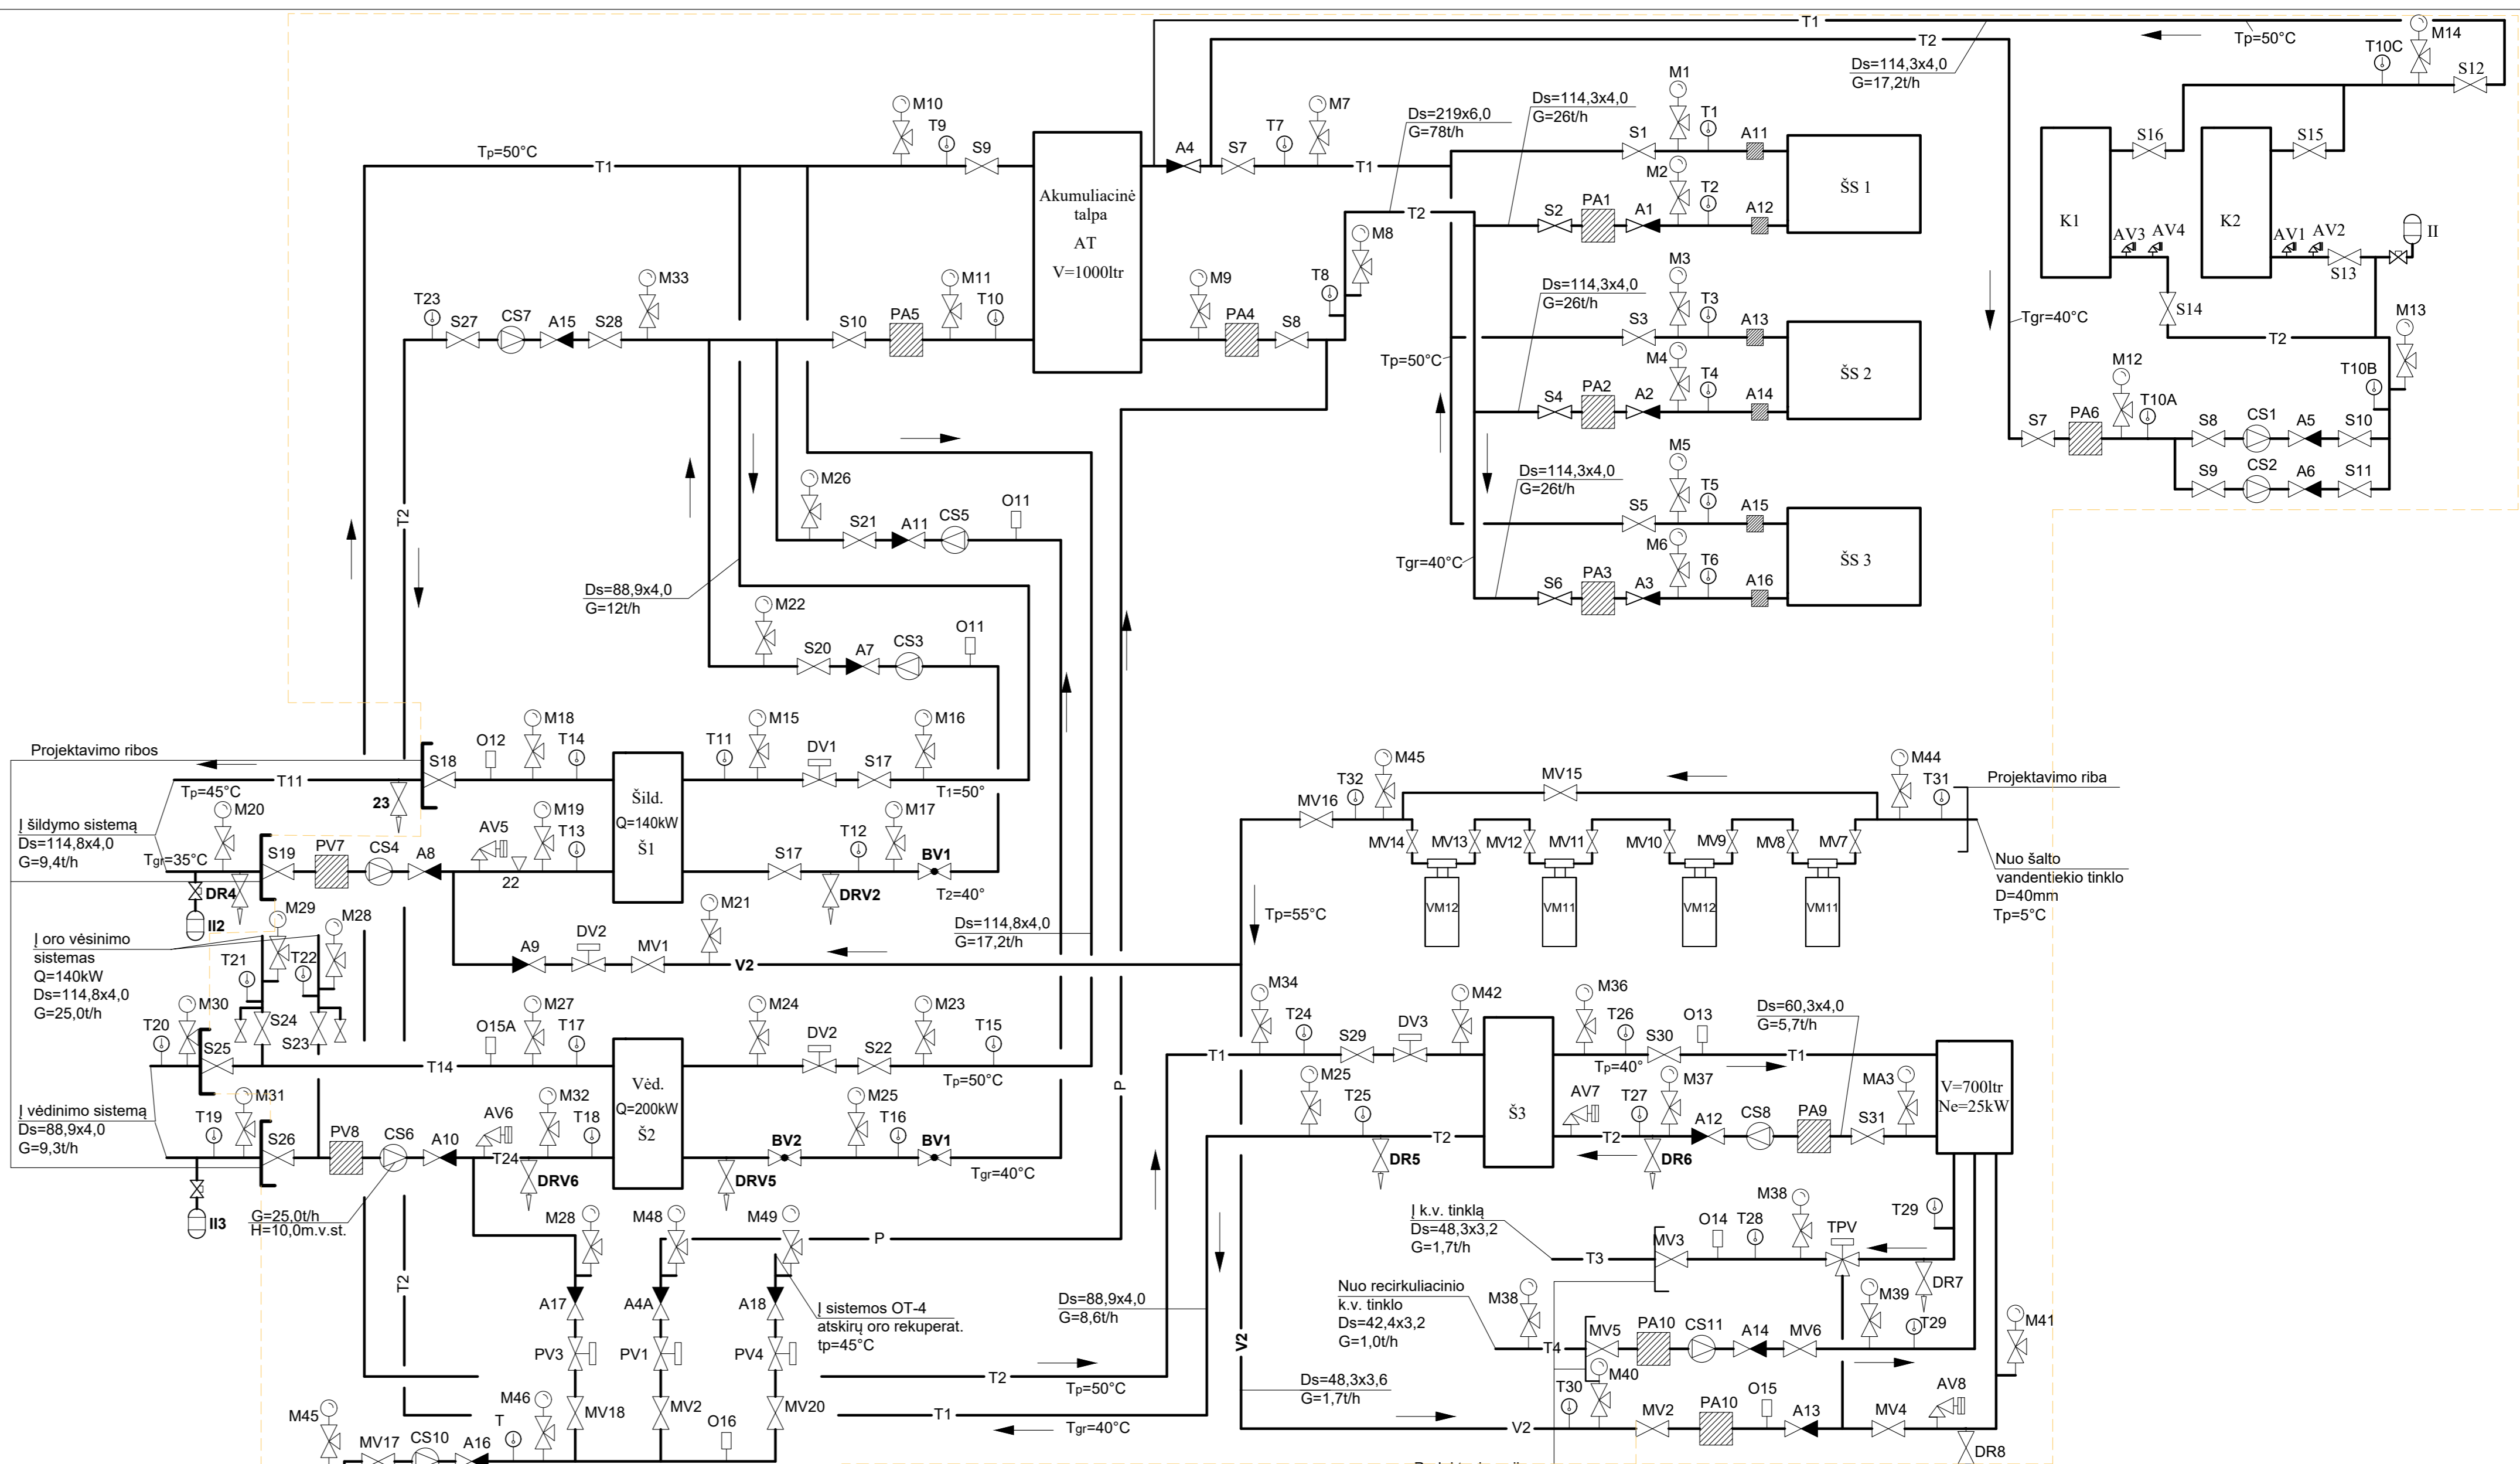 T1
Tp=50°C
T2
M14
T10C
S12
Ds=114,3x4,0
G=17,2t/h
M10
T9
S9
Tp=50°C
T1
Akumuliacinė
talpa
AT
V=1000ltr
A4
S7
T7
M7
T1
Ds=219x6,0
G=78t/h
T2
M8
T8
Ds=114,3x4,0
G=26t/h
S1
M1
T1
A11
M2
T2
A12
S2
PA1
A1
ŠS 1
Ds=114,3x4,0
G=26t/h
S3
M3
T3
A13
M4
T4
A14
S4
PA2
A2
ŠS 2
Tp=50°C
Ds=114,3x4,0
G=26t/h
S5
M5
T5
A15
M6
T6
A16
S6
PA3
A3
ŠS 3
Tgr=40°C
K1
S16
K2
S15
AV3
AV4
AV1
AV2
S13
II
S14
T2
M13
Tgr=40°C
M12
T10A
T10B
S7
PA6
S8
CS1
A5
S10
S9
CS2
A6
S11
T23
S27
CS7
A15
S28
M33
S10
PA5
M11
T10
M9
PA4
S8
T2
M26
S21
A11
CS5
O11
Ds=88,9x4,0
G=12t/h
M22
S20
A7
CS3
O11
Projektavimo ribos
T11
Tp=45°C
23
S18
O12
M18
T14
Šild.
Q=140kW
Š1
T11
M15
DV1
S17
M16
T1=50°
Į šildymo sistemą
Ds=114,8x4,0
G=9,4t/h
M20
Tgr=35°C
DR4
II2
S19
PV7
CS4
A8
AV5
22
M19
T13
S17
DRV2
T12
M17
BV1
T2=40°
Į oro vėsinimo
sistemas
Q=140kW
Ds=114,8x4,0
G=25,0t/h
M29
M28
T21
T22
S24
S23
A9
DV2
MV1
M21
V2
Ds=114,8x4,0
G=17,2t/h
T20
M30
S25
T14
O15A
M27
T17
Vėd.
Q=200kW
Š2
M24
DV2
S22
M23
T15
Tp=50°C
Į vėdinimo sistemą
Ds=88,9x4,0
G=9,3t/h
T19
M31
S26
II3
PV8
CS6
A10
AV6
T24
DRV6
M32
T18
DRV5
BV2
M25
T16
BV1
Tgr=40°C
G=25,0t/h
H=10,0m.v.st.
P
P
M28
M48
M49
A17
A4A
A18
Į sistemos OT-4
atskirų oro rekuperat.
tp=45°C
PV3
PV1
PV4
MV18
MV2
MV20
T2
M45
MV17
CS10
A16
T
M46
O16
T2
Tp=50°C
T1
Tgr=40°C
Ds=88,9x4,0
G=8,6t/h
MV16
T32
M45
MV15
M44
T31
Projektavimo riba
MV14
MV13
MV12
MV11
MV10
MV9
MV8
MV7
VM12
VM11
VM12
VM11
Nuo šalto
vandentiekio tinklo
D=40mm
Tp=5°C
Tp=55°C
M34
T24
T1
S29
DV3
M42
Š3
M36
T26
S30
O13
Tp=40°
Ds=60,3x4,0
G=5,7t/h
T1
V=700ltr
Ne=25kW
M25
T25
DR5
T2
AV7
T2
T27
M37
DR6
A12
CS8
PA9
S31
MA3
Į k.v. tinklą
Ds=48,3x3,2
G=1,7t/h
T3
MV3
O14
T28
M38
TPV
T29
DR7
Nuo recirkuliacinio
k.v. tinklo
Ds=42,4x3,2
G=1,0t/h
M38
T4
MV5
PA10
CS11
A14
MV6
M39
T29
M41
V2
Ds=48,3x3,6
G=1,7t/h
V2
T30
M40
MV2
PA10
O15
A13
MV4
AV8
DR8